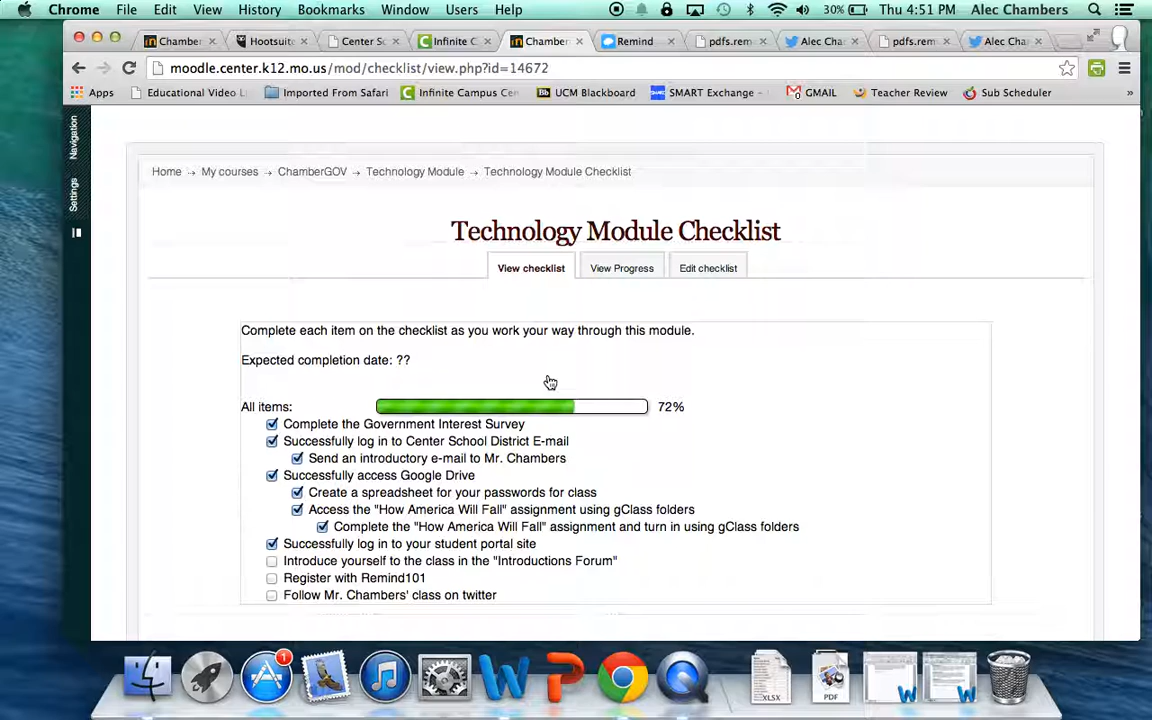 Chrome File Edit View History Bookmarks Window Users Help 30% Thu 4:51 PM Alec Chambers
Chamber Hootsuite Center Sc Infinite C Chamber Remind pdfs.rem Alec Cha pdfs.rem Alec Cha
moodle.center.k12.mo.us/mod/checklist/view.php?id=14672
Apps Educational Video Li Imported From Safari Infinite Campus Cen UCM Blackboard SMART Exchange - GMAIL Teacher Review Sub Scheduler »
Navigation
Settings
Home → My courses → ChamberGOV → Technology Module → Technology Module Checklist
Technology Module Checklist
View checklist View Progress Edit checklist
Complete each item on the checklist as you work your way through this module.
Expected completion date: ??
All items: 72%
Complete the Government Interest Survey
Successfully log in to Center School District E-mail
Send an introductory e-mail to Mr. Chambers
Successfully access Google Drive
Create a spreadsheet for your passwords for class
Access the "How America Will Fall" assignment using gClass folders
Complete the "How America Will Fall" assignment and turn in using gClass folders
Successfully log in to your student portal site
Introduce yourself to the class in the "Introductions Forum"
Register with Remind101
Follow Mr. Chambers' class on twitter
1
XLSX
PDF